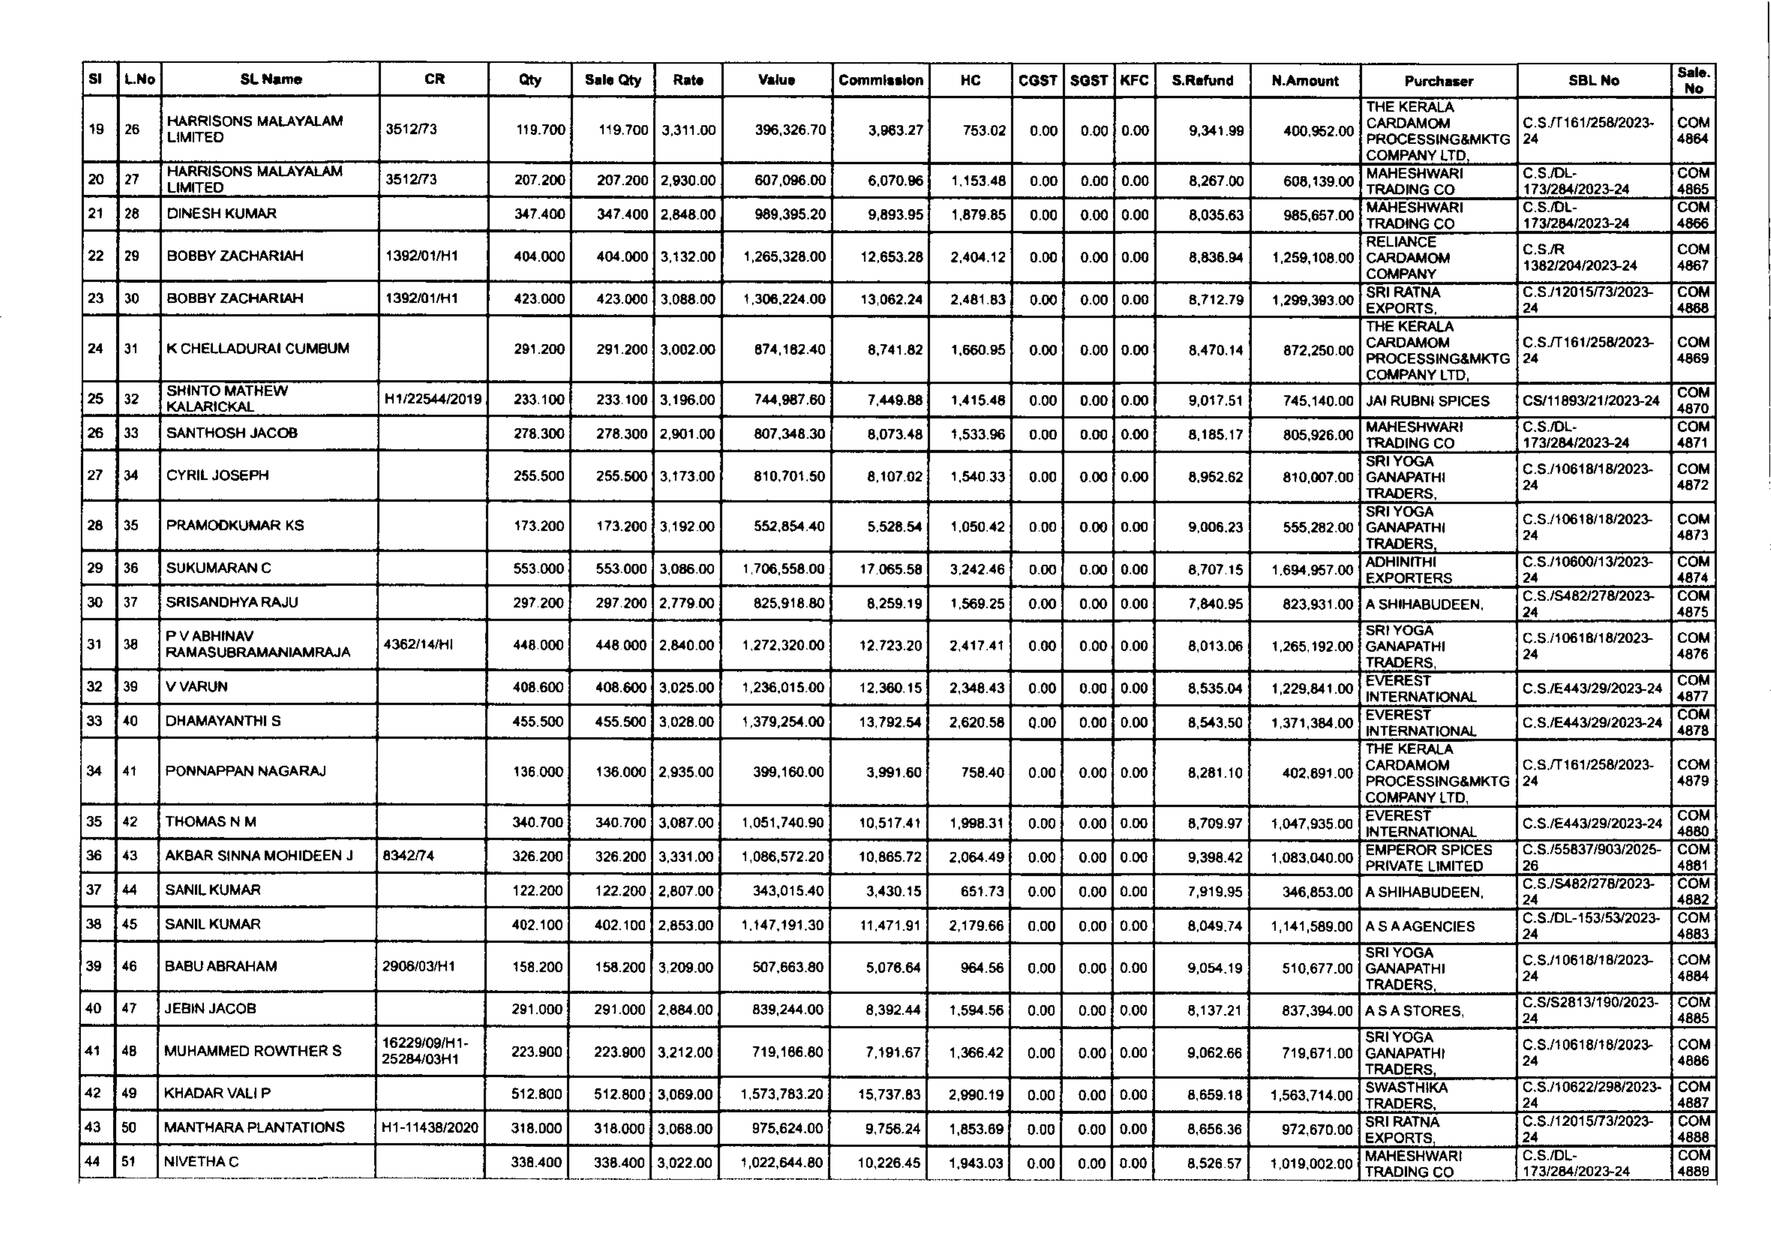 Sl L.No SL Name CR Qty Sale Qty Rate Value Commission HC CGST SGST KFC S.Refund N.Amount Purchaser SBL No Sale. No
19 26 HARRISONS MALAYALAM LIMITED 3512/73 119.700 119.700 3,311.00 396,326.70 3,963.27 753.02 0.00 0.00 0.00 9,341.99 400,952.00 THE KERALA CARDAMOM PROCESSING&MKTG COMPANY LTD, C.S./T161/258/2023-24 COM 4864
20 27 HARRISONS MALAYALAM LIMITED 3512/73 207.200 207.200 2,930.00 607,096.00 6,070.96 1,153.48 0.00 0.00 0.00 8,267.00 608,139.00 MAHESHWARI TRADING CO C.S./DL-173/284/2023-24 COM 4865
21 28 DINESH KUMAR 347.400 347.400 2,848.00 989,395.20 9,893.95 1,879.85 0.00 0.00 0.00 8,035.63 985,657.00 MAHESHWARI TRADING CO C.S./DL-173/284/2023-24 COM 4866
22 29 BOBBY ZACHARIAH 1392/01/H1 404.000 404.000 3,132.00 1,265,328.00 12,653.28 2,404.12 0.00 0.00 0.00 8,836.94 1,259,108.00 RELIANCE CARDAMOM COMPANY C.S./R 1382/204/2023-24 COM 4867
23 30 BOBBY ZACHARIAH 1392/01/H1 423.000 423.000 3,088.00 1,306,224.00 13,062.24 2,481.83 0.00 0.00 0.00 8,712.79 1,299,393.00 SRI RATNA EXPORTS, C.S./12015/73/2023-24 COM 4868
24 31 K CHELLADURAI CUMBUM 291.200 291.200 3,002.00 874,182.40 8,741.82 1,660.95 0.00 0.00 0.00 8,470.14 872,250.00 THE KERALA CARDAMOM PROCESSING&MKTG COMPANY LTD, C.S./T161/258/2023-24 COM 4869
25 32 SHINTO MATHEW KALARICKAL H1/22544/2019 233.100 233.100 3,196.00 744,987.60 7,449.88 1,415.48 0.00 0.00 0.00 9,017.51 745,140.00 JAI RUBNI SPICES CS/11893/21/2023-24 COM 4870
26 33 SANTHOSH JACOB 278.300 278.300 2,901.00 807,348.30 8,073.48 1,533.96 0.00 0.00 0.00 8,185.17 805,926.00 MAHESHWARI TRADING CO C.S./DL-173/284/2023-24 COM 4871
27 34 CYRIL JOSEPH 255.500 255.500 3,173.00 810,701.50 8,107.02 1,540.33 0.00 0.00 0.00 8,952.62 810,007.00 SRI YOGA GANAPATHI TRADERS, C.S./10618/18/2023-24 COM 4872
28 35 PRAMODKUMAR KS 173.200 173.200 3,192.00 552,854.40 5,528.54 1,050.42 0.00 0.00 0.00 9,006.23 555,282.00 SRI YOGA GANAPATHI TRADERS, C.S./10618/18/2023-24 COM 4873
29 36 SUKUMARAN C 553.000 553.000 3,086.00 1,706,558.00 17,065.58 3,242.46 0.00 0.00 0.00 8,707.15 1,694,957.00 ADHINITHI EXPORTERS C.S./10600/13/2023-24 COM 4874
30 37 SRISANDHYA RAJU 297.200 297.200 2,779.00 825,918.80 8,259.19 1,569.25 0.00 0.00 0.00 7,840.95 823,931.00 A SHIHABUDEEN, C.S./S482/278/2023-24 COM 4875
31 38 P V ABHINAV RAMASUBRAMANIAMRAJA 4362/14/HI 448.000 448.000 2,840.00 1,272,320.00 12,723.20 2,417.41 0.00 0.00 0.00 8,013.06 1,265,192.00 SRI YOGA GANAPATHI TRADERS, C.S./10618/18/2023-24 COM 4876
32 39 V VARUN 408.600 408.600 3,025.00 1,236,015.00 12,360.15 2,348.43 0.00 0.00 0.00 8,535.04 1,229,841.00 EVEREST INTERNATIONAL C.S./E443/29/2023-24 COM 4877
33 40 DHAMAYANTHI S 455.500 455.500 3,028.00 1,379,254.00 13,792.54 2,620.58 0.00 0.00 0.00 8,543.50 1,371,384.00 EVEREST INTERNATIONAL C.S./E443/29/2023-24 COM 4878
34 41 PONNAPPAN NAGARAJ 136.000 136.000 2,935.00 399,160.00 3,991.60 758.40 0.00 0.00 0.00 8,281.10 402,691.00 THE KERALA CARDAMOM PROCESSING&MKTG COMPANY LTD, C.S./T161/258/2023-24 COM 4879
35 42 THOMAS N M 340.700 340.700 3,087.00 1,051,740.90 10,517.41 1,998.31 0.00 0.00 0.00 8,709.97 1,047,935.00 EVEREST INTERNATIONAL C.S./E443/29/2023-24 COM 4880
36 43 AKBAR SINNA MOHIDEEN J 8342/74 326.200 326.200 3,331.00 1,086,572.20 10,865.72 2,064.49 0.00 0.00 0.00 9,398.42 1,083,040.00 EMPEROR SPICES PRIVATE LIMITED C.S./55837/903/2025-26 COM 4881
37 44 SANIL KUMAR 122.200 122.200 2,807.00 343,015.40 3,430.15 651.73 0.00 0.00 0.00 7,919.95 346,853.00 A SHIHABUDEEN, C.S./S482/278/2023-24 COM 4882
38 45 SANIL KUMAR 402.100 402.100 2,853.00 1,147,191.30 11,471.91 2,179.66 0.00 0.00 0.00 8,049.74 1,141,589.00 A S A AGENCIES C.S./DL-153/53/2023-24 COM 4883
39 46 BABU ABRAHAM 2906/03/H1 158.200 158.200 3,209.00 507,663.80 5,076.64 964.56 0.00 0.00 0.00 9,054.19 510,677.00 SRI YOGA GANAPATHI TRADERS, C.S./10618/18/2023-24 COM 4884
40 47 JEBIN JACOB 291.000 291.000 2,884.00 839,244.00 8,392.44 1,594.56 0.00 0.00 0.00 8,137.21 837,394.00 A S A STORES, C.S/S2813/190/2023-24 COM 4885
41 48 MUHAMMED ROWTHER S 16229/09/H1-25284/03H1 223.900 223.900 3,212.00 719,166.80 7,191.67 1,366.42 0.00 0.00 0.00 9,062.66 719,671.00 SRI YOGA GANAPATHI TRADERS, C.S./10618/18/2023-24 COM 4886
42 49 KHADAR VALI P 512.800 512.800 3,069.00 1,573,783.20 15,737.83 2,990.19 0.00 0.00 0.00 8,659.18 1,563,714.00 SWASTHIKA TRADERS, C.S./10622/298/2023-24 COM 4887
43 50 MANTHARA PLANTATIONS H1-11438/2020 318.000 318.000 3,068.00 975,624.00 9,756.24 1,853.69 0.00 0.00 0.00 8,656.36 972,670.00 SRI RATNA EXPORTS, C.S./12015/73/2023-24 COM 4888
44 51 NIVETHA C 338.400 338.400 3,022.00 1,022,644.80 10,226.45 1,943.03 0.00 0.00 0.00 8,526.57 1,019,002.00 MAHESHWARI TRADING CO C.S./DL-173/284/2023-24 COM 4889